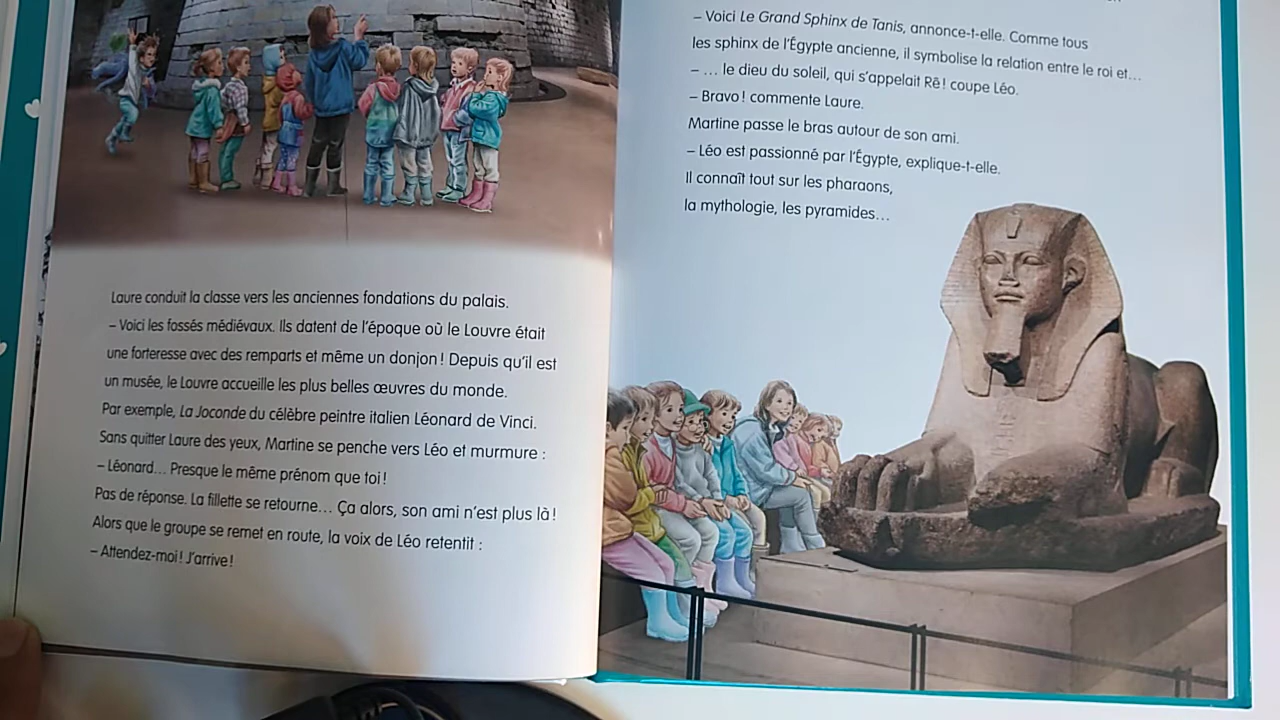 Laure conduit la classe vers les anciennes fondations du palais.
– Voici les fossés médiévaux. Ils datent de l'époque où le Louvre était
une forteresse avec des remparts et même un donjon ! Depuis qu'il est
un musée, le Louvre accueille les plus belles œuvres du monde.
Par exemple, La Joconde du célèbre peintre italien Léonard de Vinci.
Sans quitter Laure des yeux, Martine se penche vers Léo et murmure :
– Léonard… Presque le même prénom que toi !
Pas de réponse. La fillette se retourne… Ça alors, son ami n'est plus là !
Alors que le groupe se remet en route, la voix de Léo retentit :
– Attendez-moi ! J'arrive !
– Voici Le Grand Sphinx de Tanis, annonce-t-elle. Comme tous
les sphinx de l'Égypte ancienne, il symbolise la relation entre le roi et…
– … le dieu du soleil, qui s'appelait Rê ! coupe Léo.
– Bravo ! commente Laure.
Martine passe le bras autour de son ami.
– Léo est passionné par l'Égypte, explique-t-elle.
Il connaît tout sur les pharaons,
la mythologie, les pyramides…